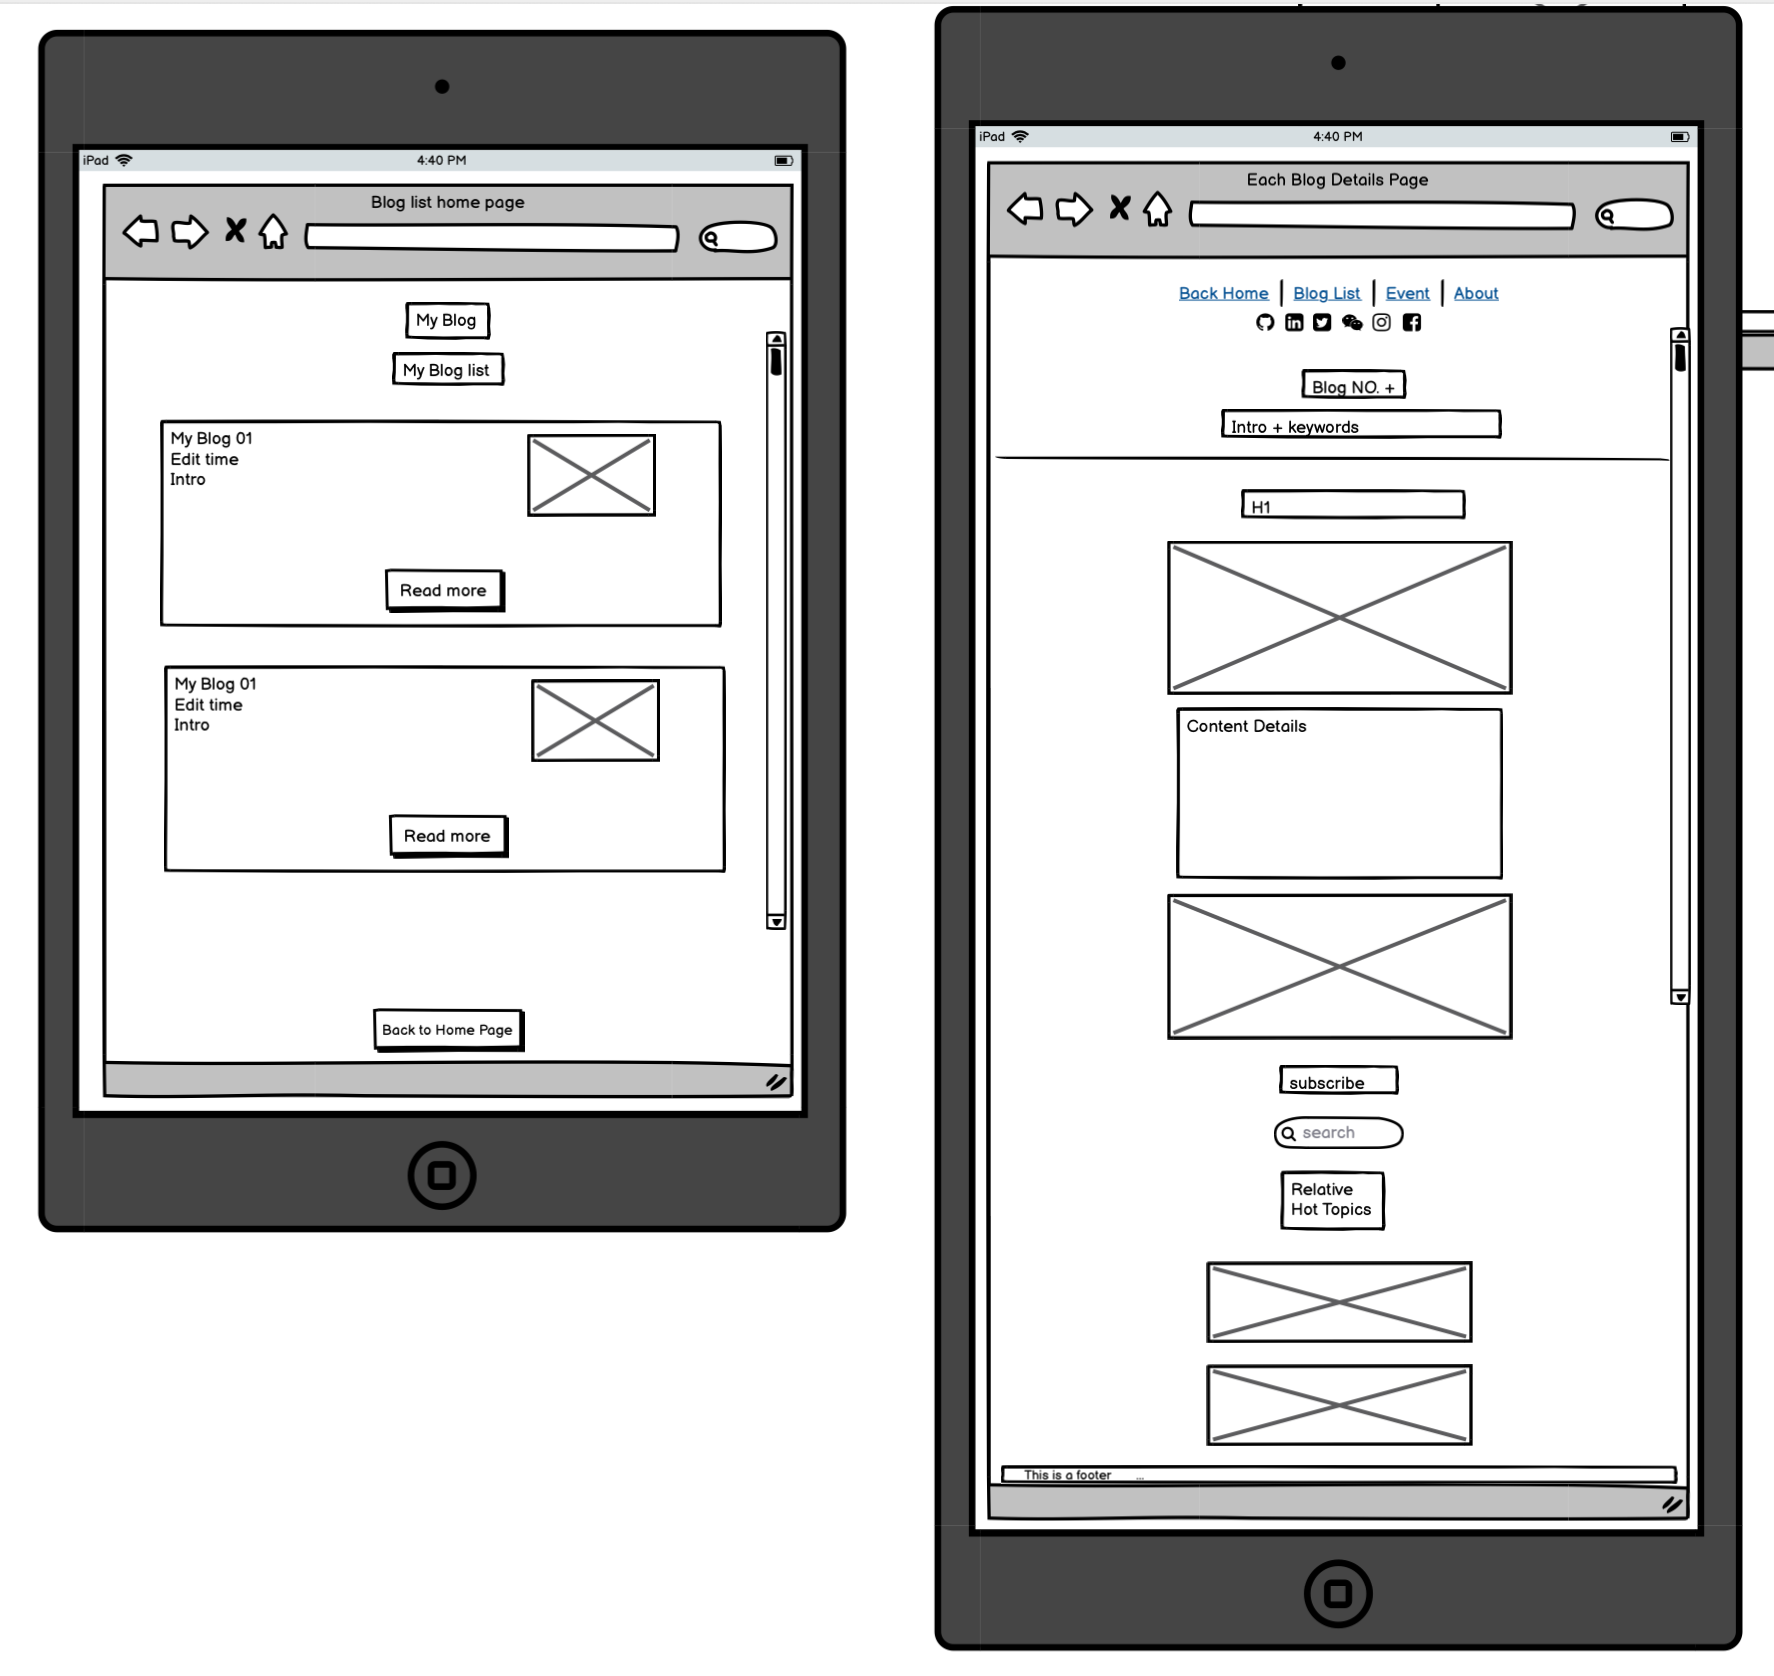 iPad
4:40 PM
Blog list home page
My Blog
My Blog list
My Blog 01
Edit time
Intro
Read more
My Blog 01
Edit time
Intro
Read more
Back to Home Page
iPad
4:40 PM
Each Blog Details Page
Back Home | Blog List | Event | About
Blog NO. +
Intro + keywords
H1
Content Details
subscribe
search
Relative
Hot Topics
This is a footer ...